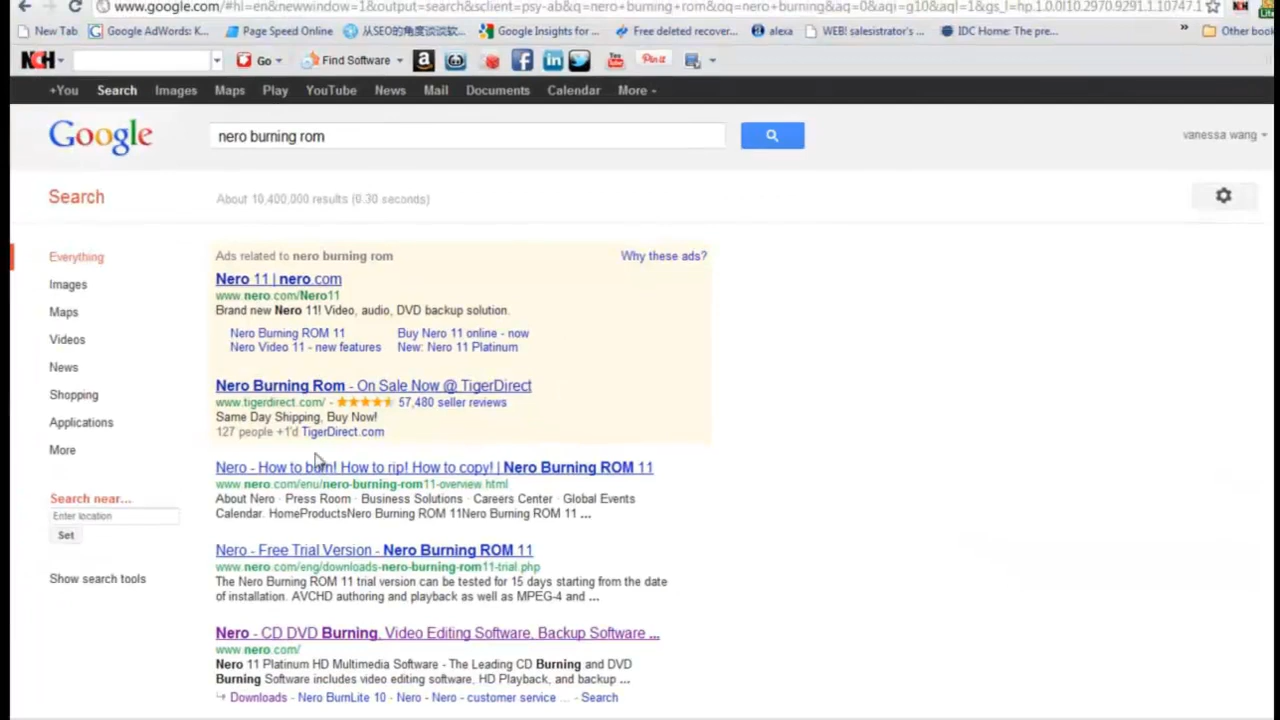 www.google.com/#hl=en&newwindow=1&output=search&sclient=psy-ab&q=nero+burning+rom&oq=nero+burning&aq=0&aqi=g10&aql=1&gs_l=hp.1.0.0l10.2970.9291.1.10747.1
New Tab Google AdWords: K... Page Speed Online 从SEO的角度谈谈软... Google Insights for ... Free deleted recover... alexa WEB! salesistrator's ... IDC Home: The pre... » Other book
NCH Go Find Software a f in You Tube Pin it
+You Search Images Maps Play YouTube News Mail Documents Calendar More
Google nero burning rom vanessa wang
Search About 10,400,000 results (0.30 seconds)
Everything
Images
Maps
Videos
News
Shopping
Applications
More
Search near...
Enter location
Set
Show search tools
Ads related to nero burning rom Why these ads?
Nero 11 | nero.com
www.nero.com/Nero11
Brand new Nero 11! Video, audio, DVD backup solution.
Nero Burning ROM 11 Buy Nero 11 online - now
Nero Video 11 - new features New: Nero 11 Platinum
Nero Burning Rom - On Sale Now @ TigerDirect
www.tigerdirect.com/ - ★★★★★ 57,480 seller reviews
Same Day Shipping, Buy Now!
127 people +1'd TigerDirect.com
Nero - How to burn! How to rip! How to copy! | Nero Burning ROM 11
www.nero.com/enu/nero-burning-rom11-overview.html
About Nero · Press Room · Business Solutions · Careers Center · Global Events
Calendar. HomeProductsNero Burning ROM 11Nero Burning ROM 11 ...
Nero - Free Trial Version - Nero Burning ROM 11
www.nero.com/eng/downloads-nero-burning-rom11-trial.php
The Nero Burning ROM 11 trial version can be tested for 15 days starting from the date
of installation. AVCHD authoring and playback as well as MPEG-4 and ...
Nero - CD DVD Burning, Video Editing Software, Backup Software ...
www.nero.com/
Nero 11 Platinum HD Multimedia Software - The Leading CD Burning and DVD
Burning Software includes video editing software, HD Playback, and backup ...
Downloads - Nero BurnLite 10 - Nero - Nero - customer service ... - Search